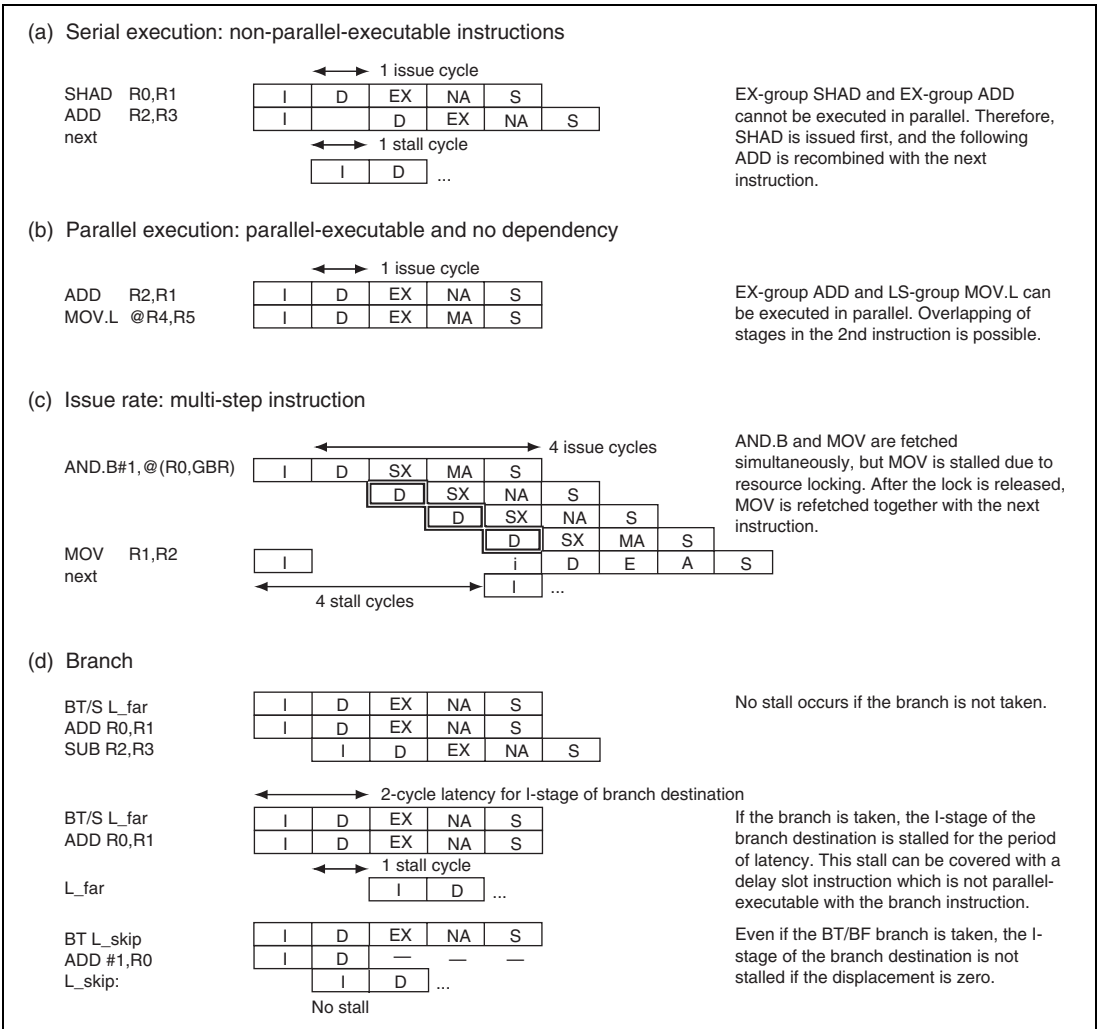 (a) Serial execution: non-parallel-executable instructions
1 issue cycle
SHAD R0,R1 I D EX NA S
ADD R2,R3 I D EX NA S
next 1 stall cycle
I D ...
EX-group SHAD and EX-group ADD
cannot be executed in parallel. Therefore,
SHAD is issued first, and the following
ADD is recombined with the next
instruction.
(b) Parallel execution: parallel-executable and no dependency
1 issue cycle
ADD R2,R1 I D EX NA S
MOV.L @R4,R5 I D EX MA S
EX-group ADD and LS-group MOV.L can
be executed in parallel. Overlapping of
stages in the 2nd instruction is possible.
(c) Issue rate: multi-step instruction
4 issue cycles
AND.B#1,@(R0,GBR) I D SX MA S
D SX NA S
D SX NA S
D SX MA S
MOV R1,R2 I i D E A S
next I ...
4 stall cycles
AND.B and MOV are fetched
simultaneously, but MOV is stalled due to
resource locking. After the lock is released,
MOV is refetched together with the next
instruction.
(d) Branch
BT/S L_far I D EX NA S
ADD R0,R1 I D EX NA S
SUB R2,R3 I D EX NA S
No stall occurs if the branch is not taken.
2-cycle latency for I-stage of branch destination
BT/S L_far I D EX NA S
ADD R0,R1 I D EX NA S
1 stall cycle
L_far I D ...
If the branch is taken, the I-stage of the
branch destination is stalled for the period
of latency. This stall can be covered with a
delay slot instruction which is not parallel-
executable with the branch instruction.
BT L_skip I D EX NA S
ADD #1,R0 I D — — —
L_skip: I D ...
No stall
Even if the BT/BF branch is taken, the I-
stage of the branch destination is not
stalled if the displacement is zero.